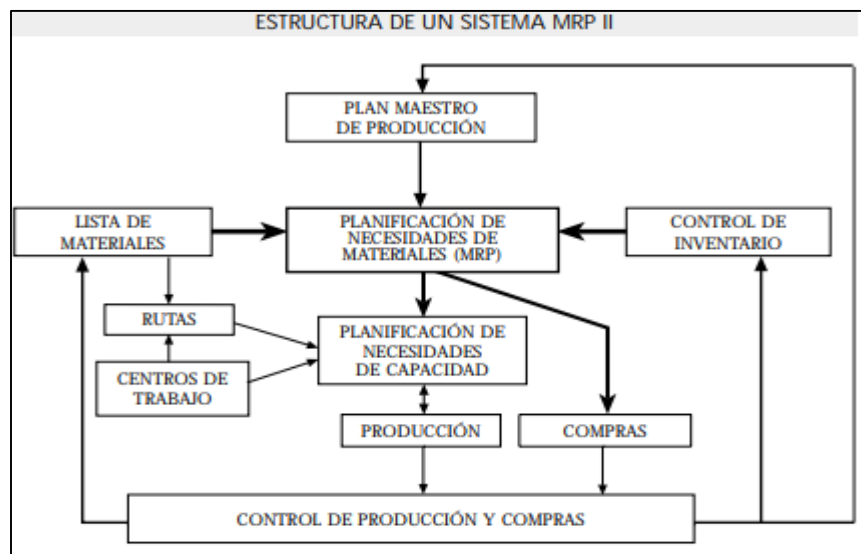 ESTRUCTURA DE UN SISTEMA MRP II
PLAN MAESTRO
DE PRODUCCIÓN
LISTA DE
MATERIALES
PLANIFICACIÓN DE
NECESIDADES DE
MATERIALES (MRP)
CONTROL DE
INVENTARIO
RUTAS
CENTROS DE
TRABAJO
PLANIFICACIÓN DE
NECESIDADES
DE CAPACIDAD
PRODUCCIÓN
COMPRAS
CONTROL DE PRODUCCIÓN Y COMPRAS